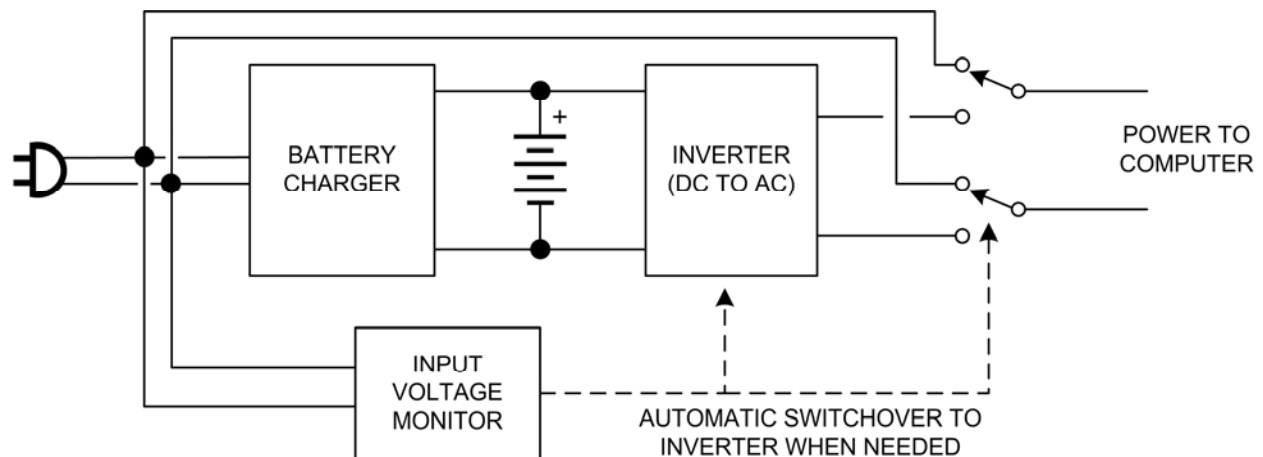 BATTERY
CHARGER
+
INVERTER
(DC TO AC)
POWER TO
COMPUTER
INPUT
VOLTAGE
MONITOR
AUTOMATIC SWITCHOVER TO
INVERTER WHEN NEEDED